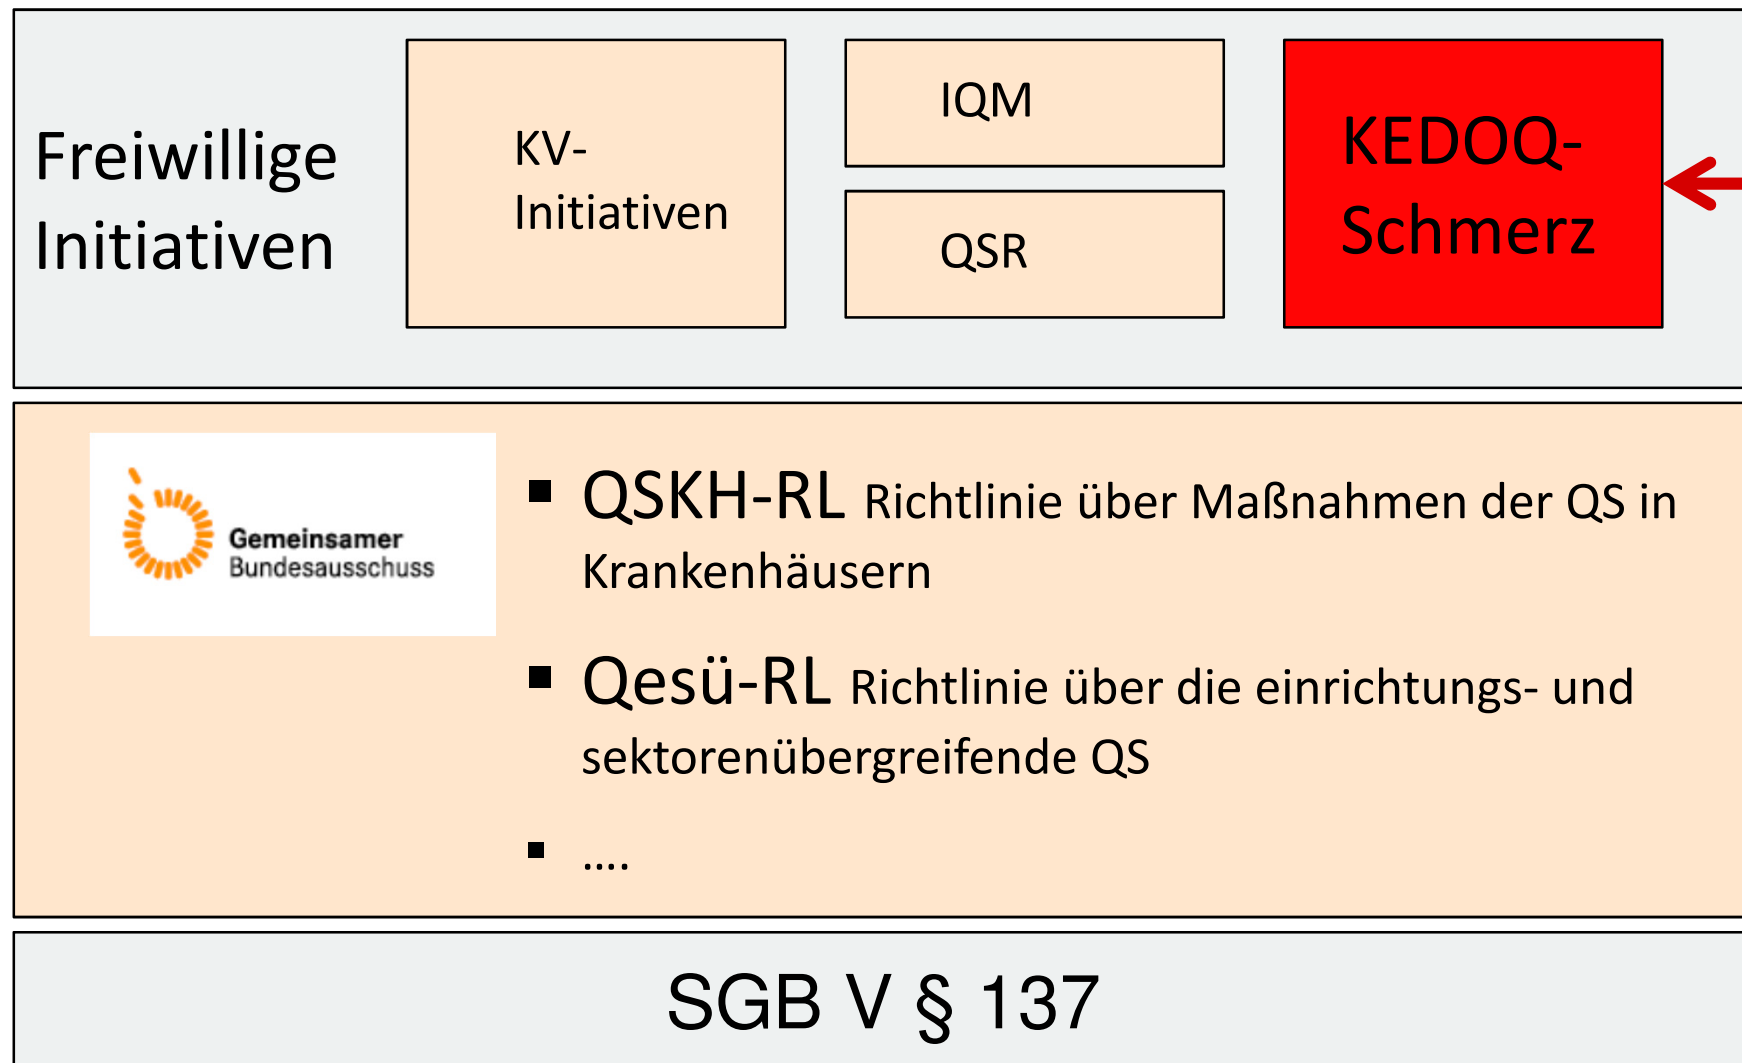 Freiwillige
Initiativen
KV-
Initiativen
IQM
QSR
KEDOQ-
Schmerz
Gemeinsamer
Bundesausschuss
▪ QSKH-RL Richtlinie über Maßnahmen der QS in
Krankenhäusern
▪ Qesü-RL Richtlinie über die einrichtungs- und
sektorenübergreifende QS
▪ ....
SGB V § 137